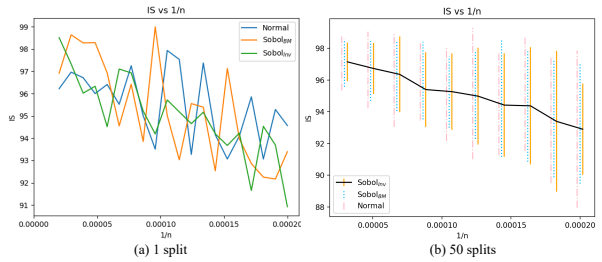 IS vs 1/n
99
98
97
96
95
94
93
92
91
IS
Normal
Sobol_BM
Sobol_Inv
0.00000 0.00005 0.00010 0.00015 0.00020
1/n
(a) 1 split
IS vs 1/n
98
96
94
92
90
88
IS
Sobol_Inv
Sobol_BM
Normal
0.00005 0.00010 0.00015 0.00020
1/n
(b) 50 splits